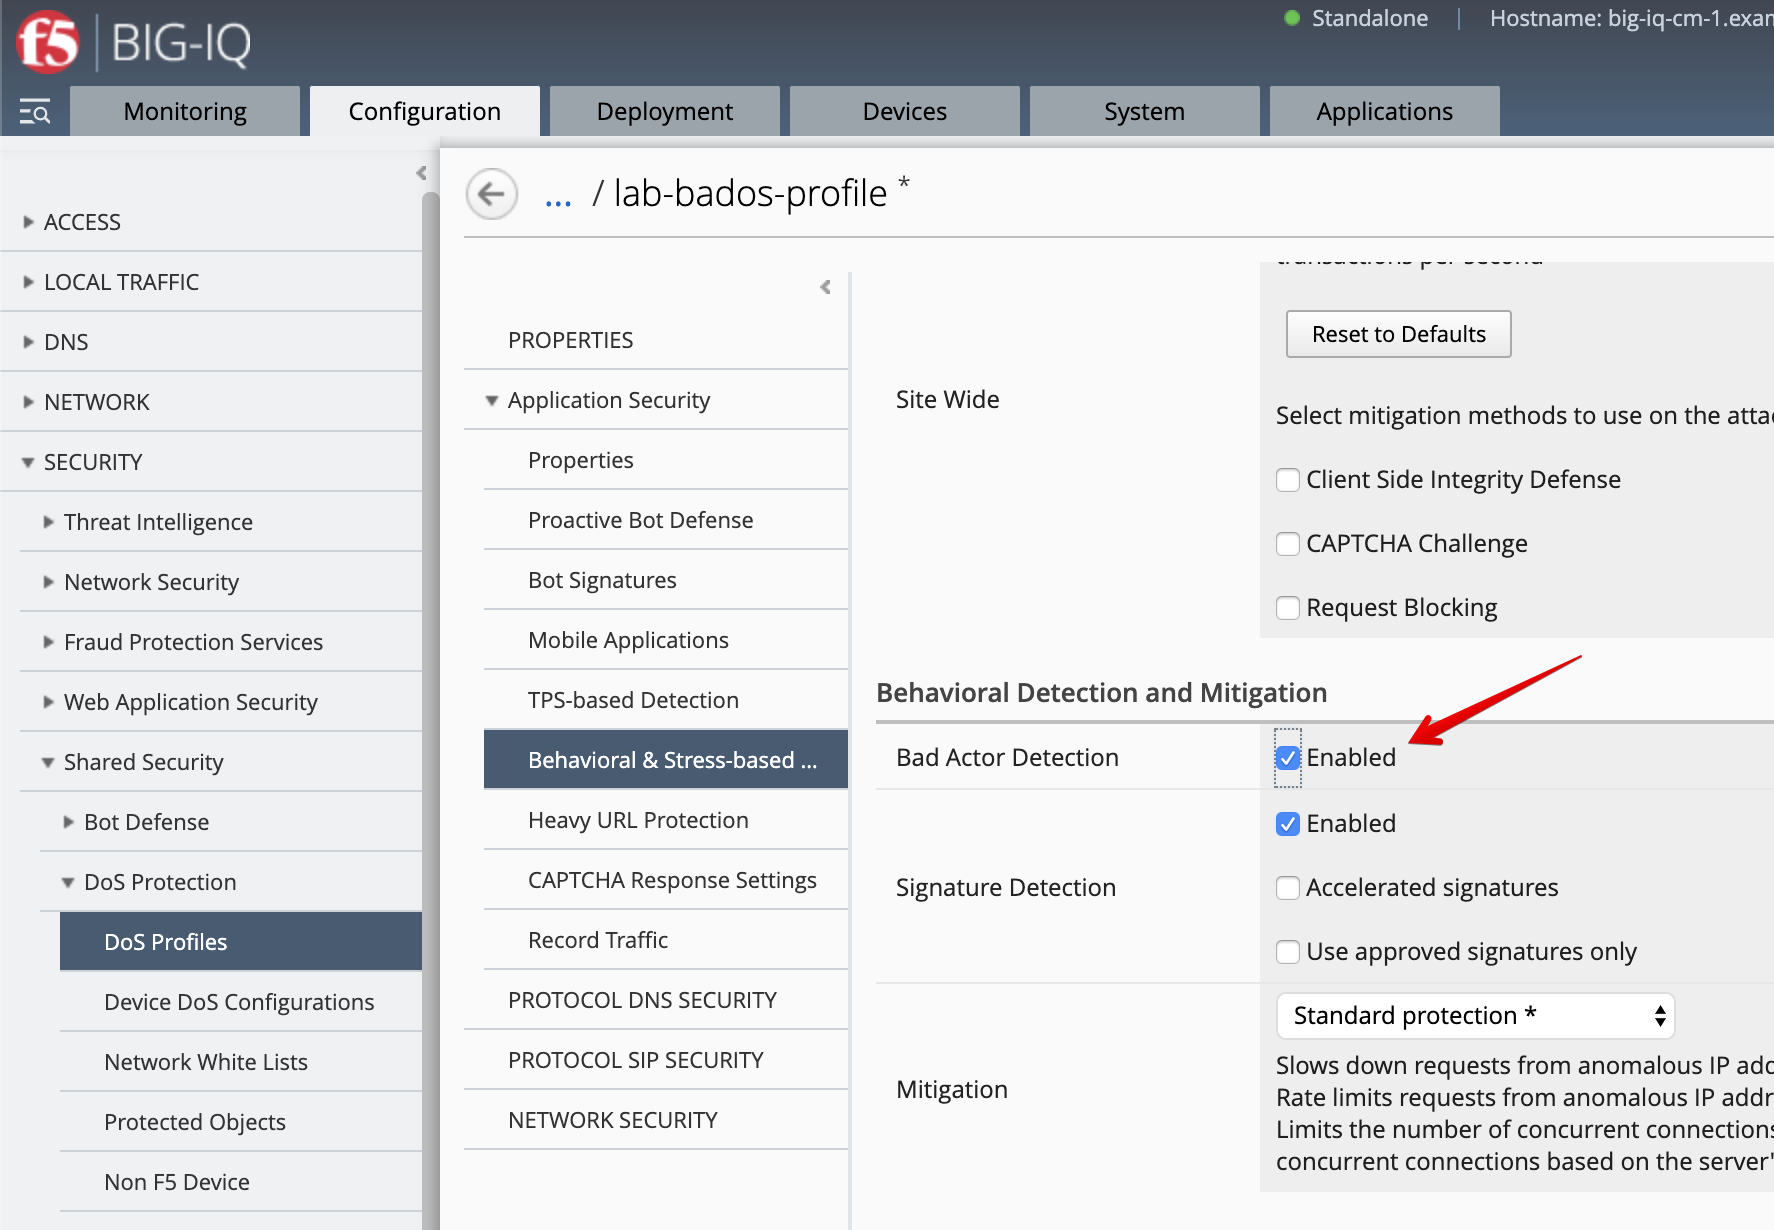 f5 BIG-IQ
Standalone
Hostname: big-iq-cm-1.exam
Monitoring
Configuration
Deployment
Devices
System
Applications
ACCESS
LOCAL TRAFFIC
DNS
NETWORK
SECURITY
Threat Intelligence
Network Security
Fraud Protection Services
Web Application Security
Shared Security
Bot Defense
DoS Protection
DoS Profiles
Device DoS Configurations
Network White Lists
Protected Objects
Non F5 Device
... / lab-bados-profile *
PROPERTIES
Application Security
Properties
Proactive Bot Defense
Bot Signatures
Mobile Applications
TPS-based Detection
Behavioral & Stress-based ...
Heavy URL Protection
CAPTCHA Response Settings
Record Traffic
PROTOCOL DNS SECURITY
PROTOCOL SIP SECURITY
NETWORK SECURITY
transactions per second
Reset to Defaults
Site Wide
Select mitigation methods to use on the attac
Client Side Integrity Defense
CAPTCHA Challenge
Request Blocking
Behavioral Detection and Mitigation
Bad Actor Detection
Enabled
Signature Detection
Enabled
Accelerated signatures
Use approved signatures only
Mitigation
Standard protection *
Slows down requests from anomalous IP add
Rate limits requests from anomalous IP addr
Limits the number of concurrent connections
concurrent connections based on the server'